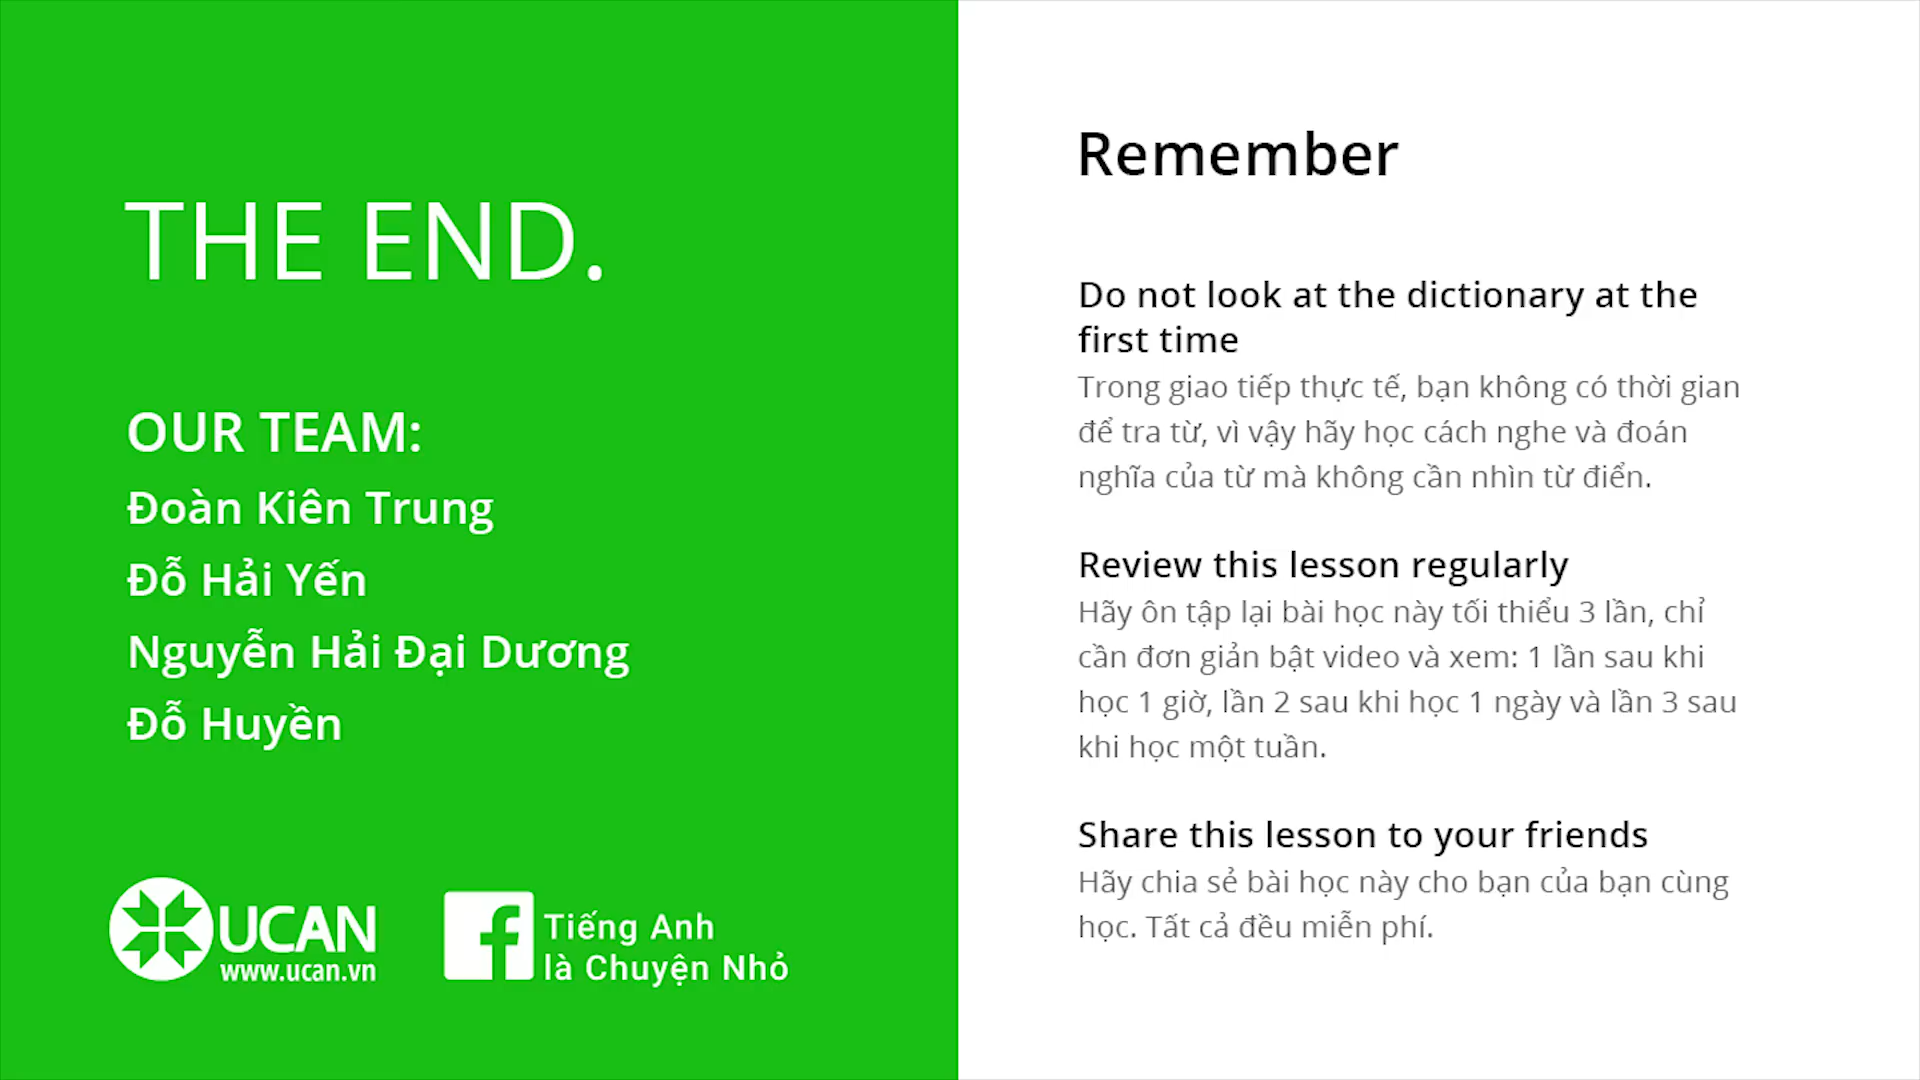 THE END.
OUR TEAM:
Đoàn Kiên Trung
Đỗ Hải Yến
Nguyễn Hải Đại Dương
Đỗ Huyền
UCAN
www.ucan.vn
Tiếng Anh
là Chuyện Nhỏ
Remember
Do not look at the dictionary at the
first time
Trong giao tiếp thực tế, bạn không có thời gian
để tra từ, vì vậy hãy học cách nghe và đoán
nghĩa của từ mà không cần nhìn từ điển.
Review this lesson regularly
Hãy ôn tập lại bài học này tối thiểu 3 lần, chỉ
cần đơn giản bật video và xem: 1 lần sau khi
học 1 giờ, lần 2 sau khi học 1 ngày và lần 3 sau
khi học một tuần.
Share this lesson to your friends
Hãy chia sẻ bài học này cho bạn của bạn cùng
học. Tất cả đều miễn phí.